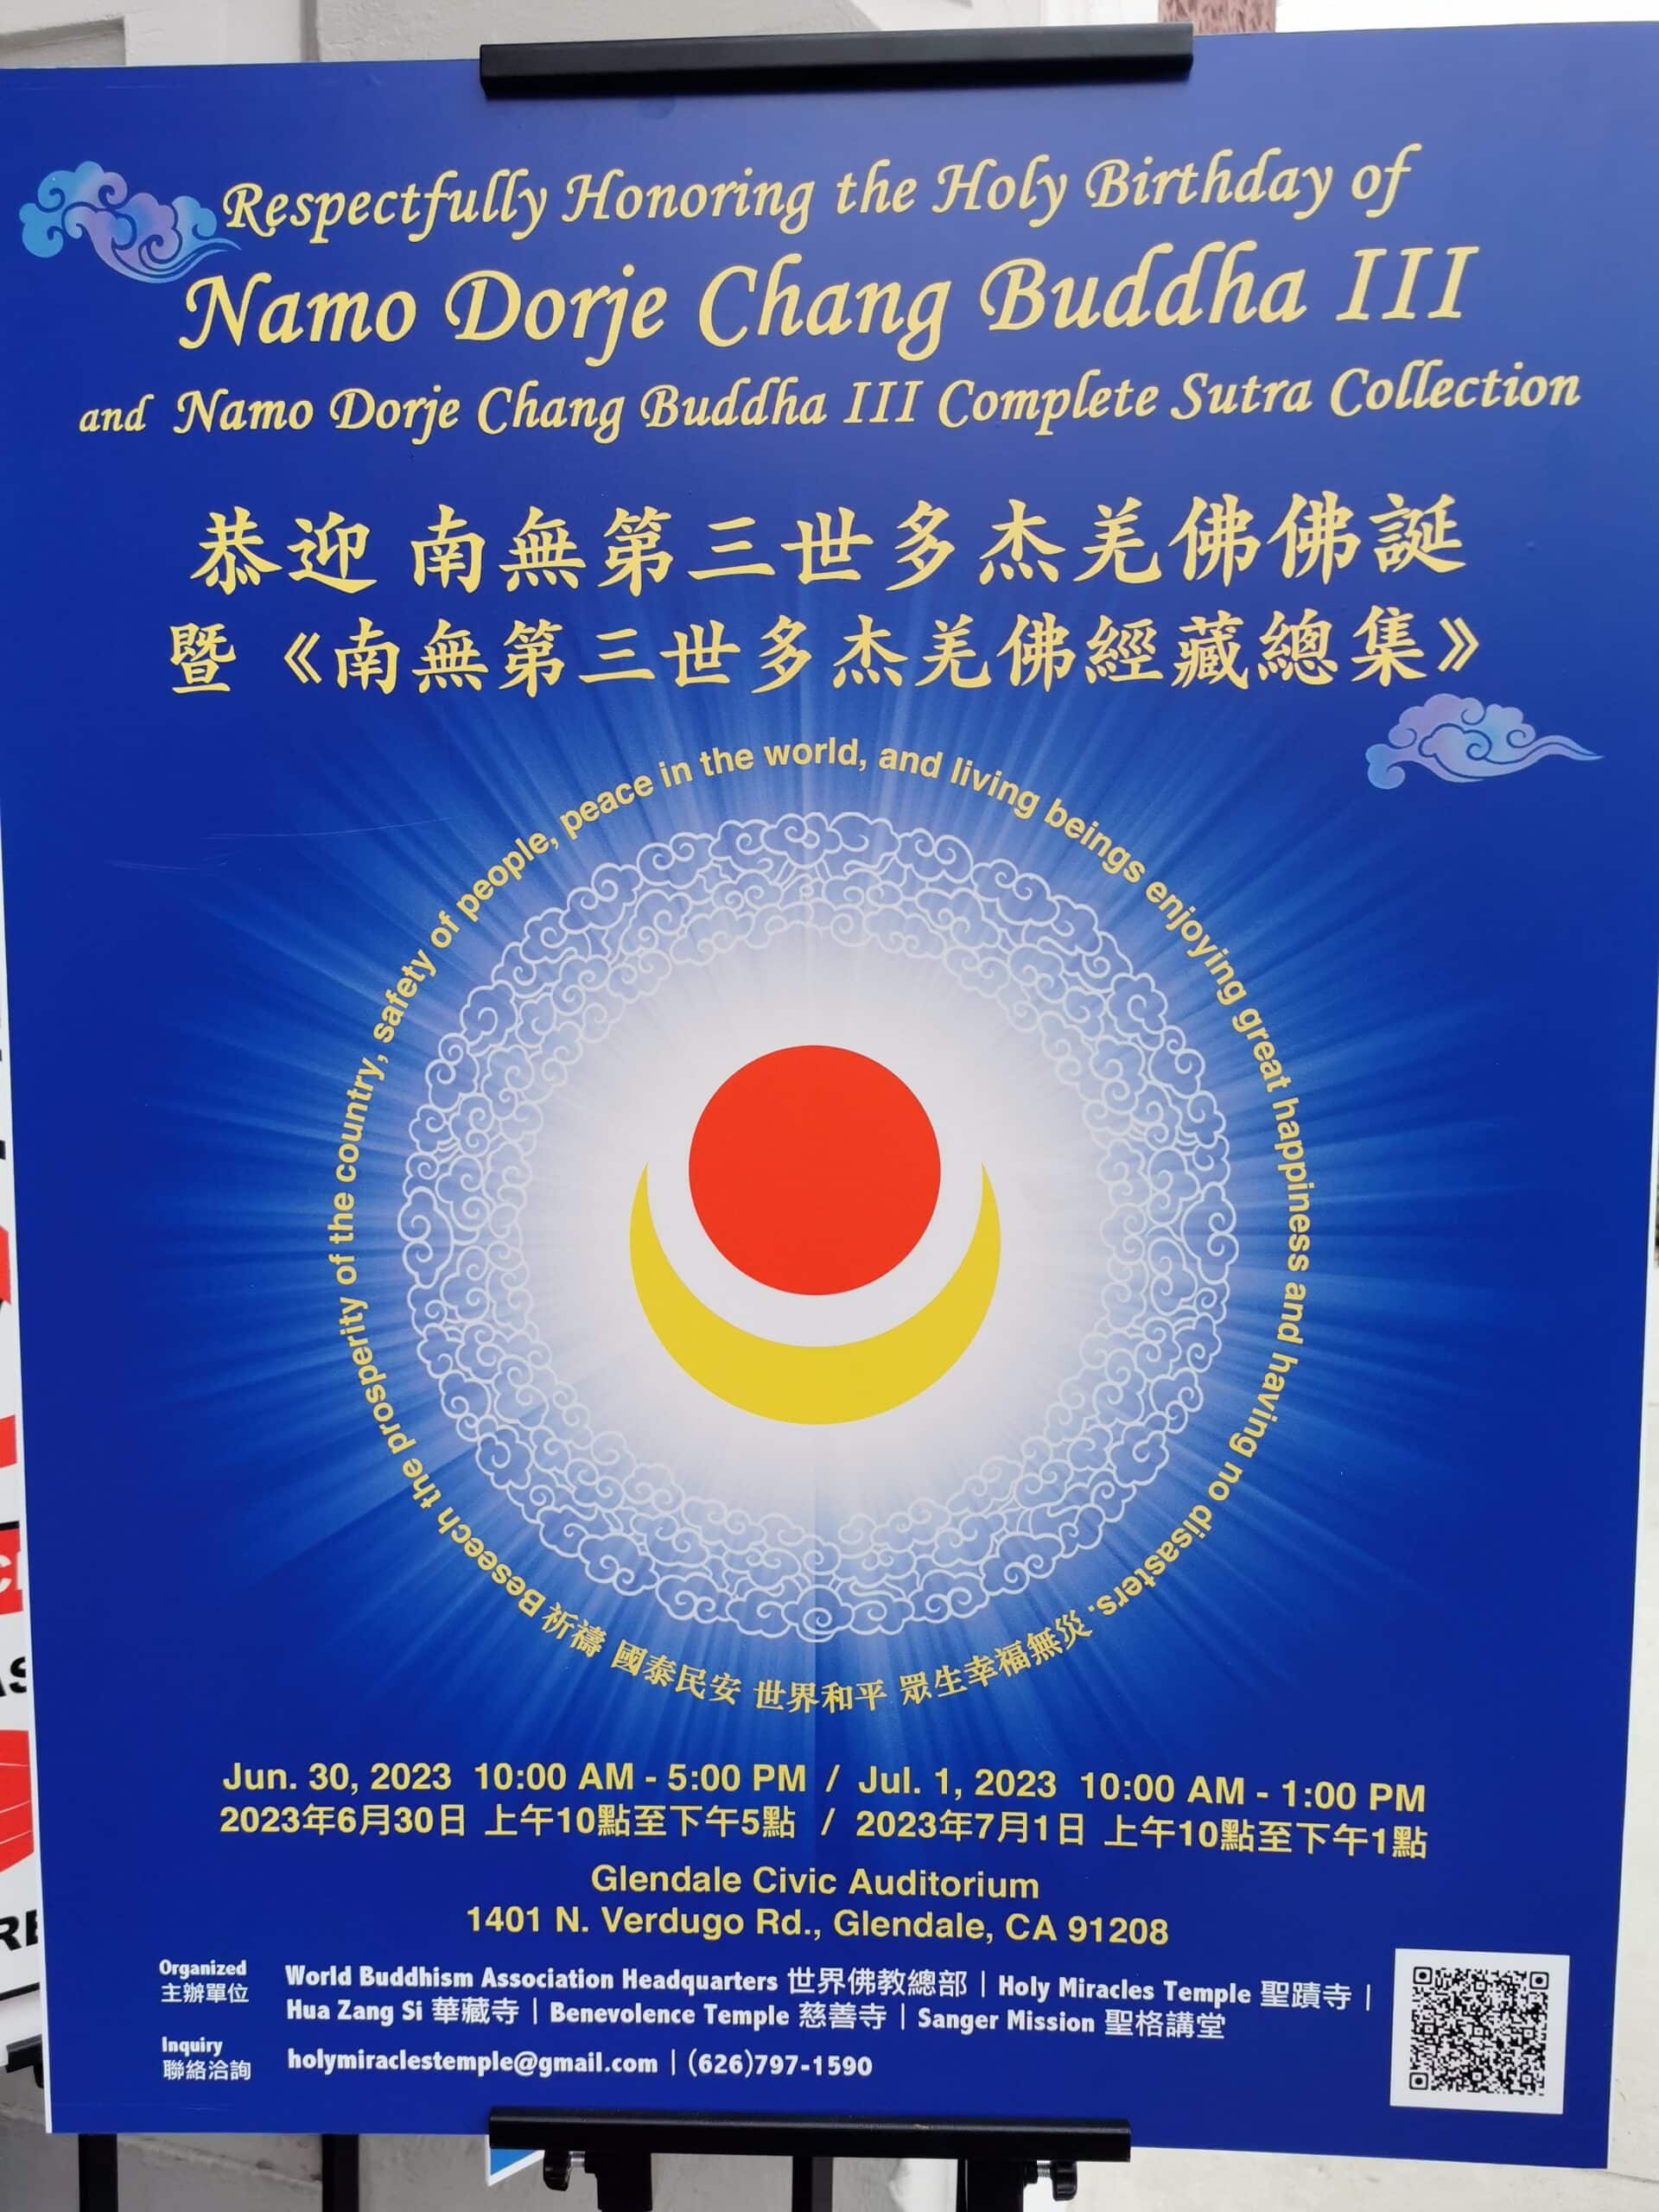 Respectfully Honoring the Holy Birthday of
Namo Dorje Chang Buddha III
and Namo Dorje Chang Buddha III Complete Sutra Collection
恭迎 南無第三世多杰羌佛佛誕
暨《南無第三世多杰羌佛經藏總集》
Beseech the prosperity of the country, safety of people, peace in the world, and living beings enjoying great happiness and having no disasters.
祈禱 國泰民安 世界和平 眾生幸福無災
Jun. 30, 2023 10:00 AM - 5:00 PM / Jul. 1, 2023 10:00 AM - 1:00 PM
2023年6月30日 上午10點至下午5點 / 2023年7月1日 上午10點至下午1點
Glendale Civic Auditorium
1401 N. Verdugo Rd., Glendale, CA 91208
Organized World Buddhism Association Headquarters 世界佛教總部 | Holy Miracles Temple 聖蹟寺 |
主辦單位 Hua Zang Si 華藏寺 | Benevolence Temple 慈善寺 | Sanger Mission 聖格講堂
Inquiry
聯絡洽詢 holymiraclestemple@gmail.com | (626)797-1590